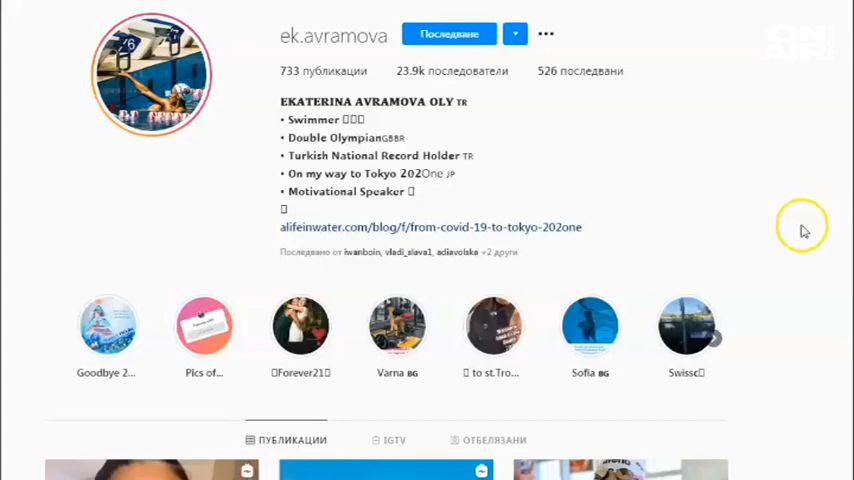 ON
AIR
ek.avramova Последване
733 публикации 23.9k последователи 526 последвани
EKATERINA AVRAMOVA OLY TR
• Swimmer
• Double OlympianGBBR
• Turkish National Record Holder TR
• On my way to Tokyo 202One JP
• Motivational Speaker
alifeinwater.com/blog/f/from-covid-19-to-tokyo-202one
Последвано от iwanboin, vladi_slava1, adiavolska +2 други
Goodbye 2... Pics of... Forever21 Varna BG to st.Tro... Sofia BG Swissc
ПУБЛИКАЦИИ IGTV ОТБЕЛЯЗАНИ